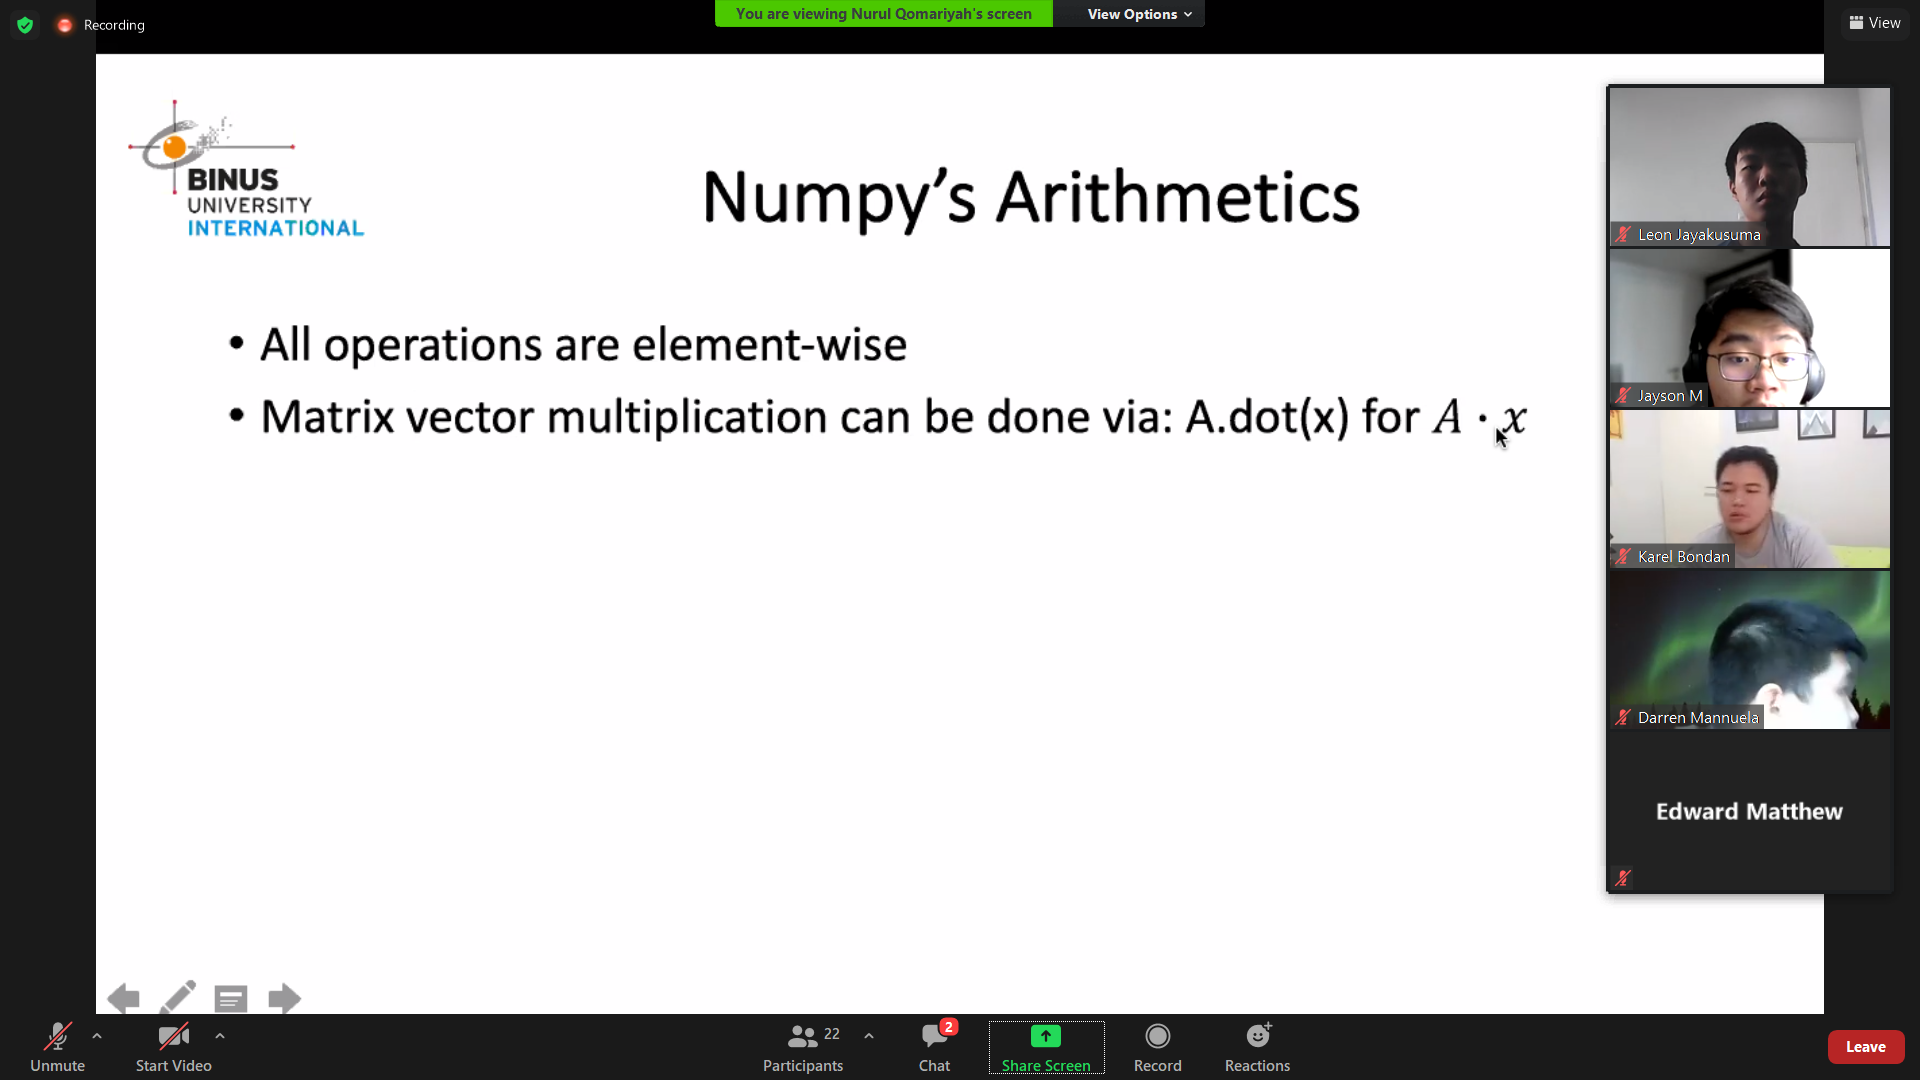 Recording
You are viewing Nurul Qomariyah's screen
View Options
View
BINUS
UNIVERSITY
INTERNATIONAL
Numpy’s Arithmetics
• All operations are element-wise
• Matrix vector multiplication can be done via: A.dot(x) for A · x
Leon Jayakusuma
Jayson M
Karel Bondan
Darren Mannuela
Edward Matthew
Unmute
Start Video
22
Participants
2
Chat
Share Screen
Record
Reactions
Leave